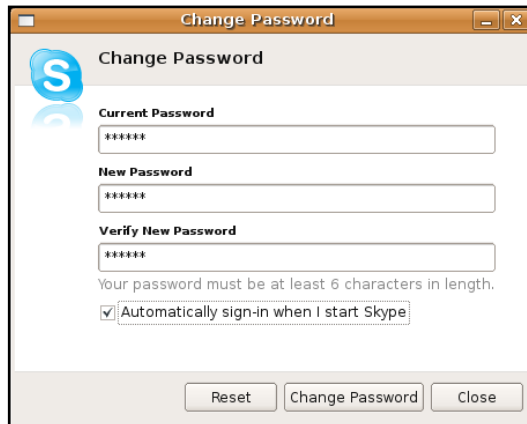 Change Password
S
Change Password
Current Password
******
New Password
******
Verify New Password
******
Your password must be at least 6 characters in length.
Automatically sign-in when I start Skype
Reset Change Password Close